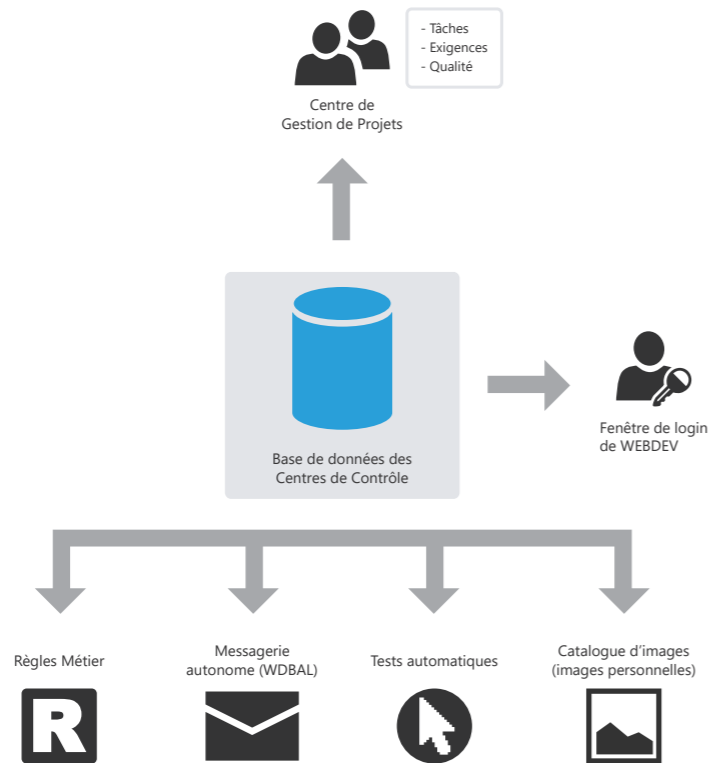 - Tâches
- Exigences
- Qualité
Centre de
Gestion de Projets
Base de données des
Centres de Contrôle
Fenêtre de login
de WEBDEV
Règles Métier
Messagerie
autonome (WDBAL)
Tests automatiques
Catalogue d'images
(images personnelles)
R